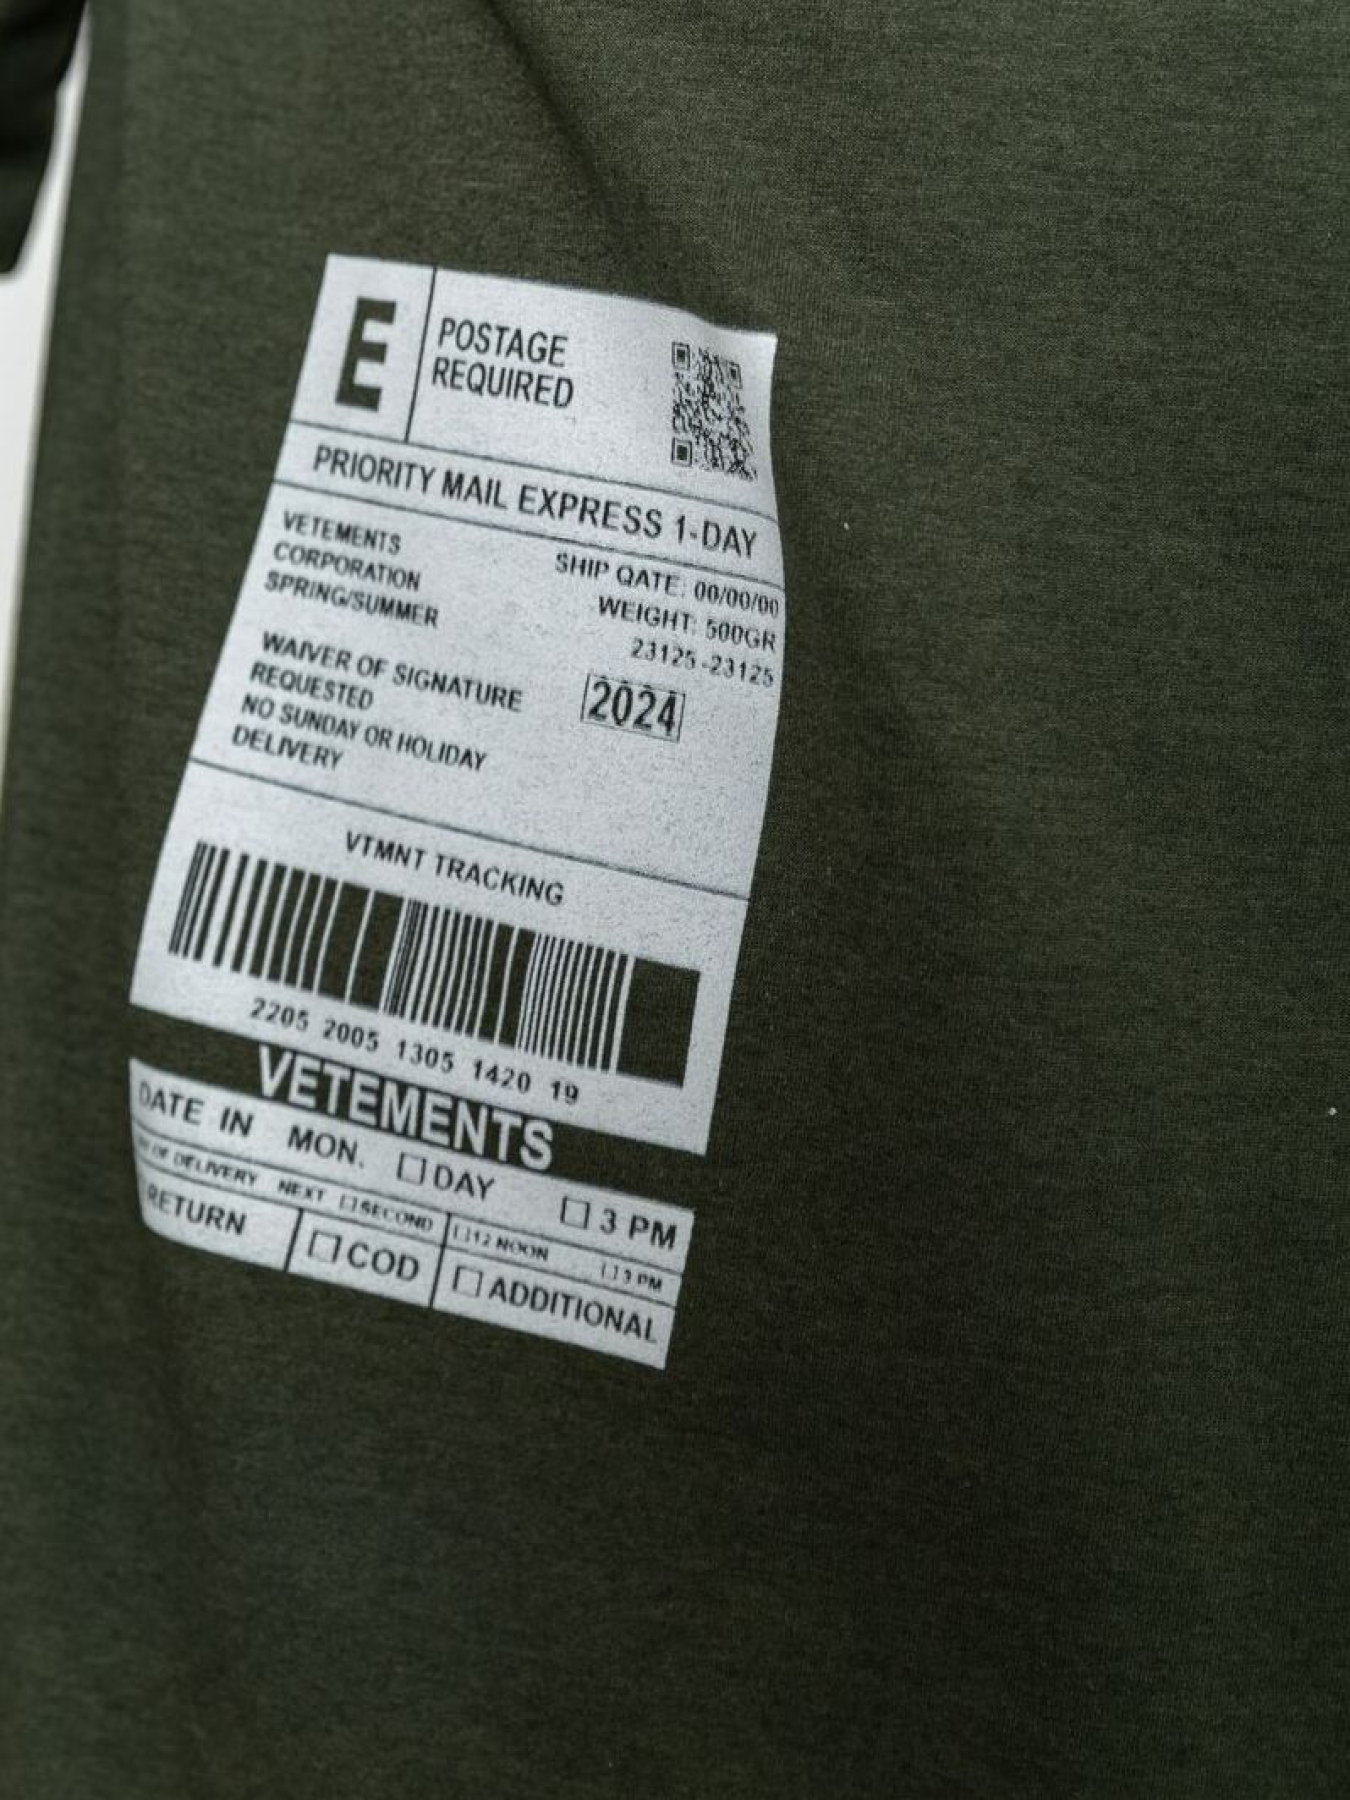 E
POSTAGE
REQUIRED
PRIORITY MAIL EXPRESS 1-DAY
VETEMENTS
CORPORATION
SPRING/SUMMER
SHIP QATE: 00/00/00
WEIGHT: 500GR
23125-23125
WAIVER OF SIGNATURE
REQUESTED
NO SUNDAY OR HOLIDAY
DELIVERY
2024
VTMNT TRACKING
2205 2005 1305 1420 19
VETEMENTS
DATE IN MON. DAY 3 PM
OF DELIVERY NEXT SECOND 12 NOON 3 PM
RETURN COD ADDITIONAL